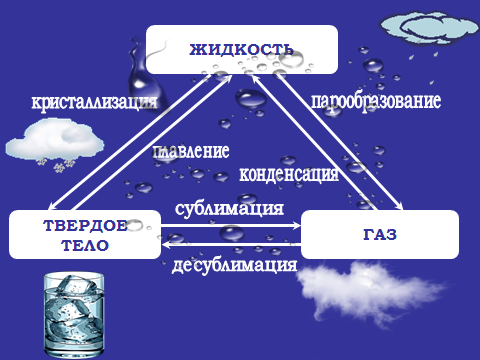 ЖИДКОСТЬ
кристаллизация
парообразование
плавление
конденсация
сублимация
ТВЕРДОЕ
ТЕЛО
ГАЗ
десублимация